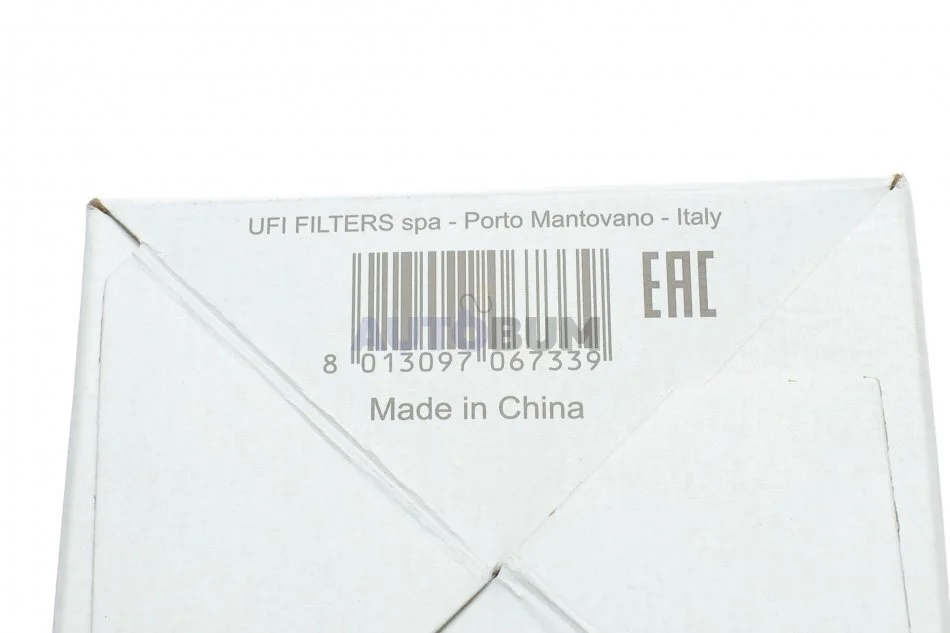 UFI FILTERS spa - Porto Mantovano - Italy
EAC
AUTOBUM
8 013097 067339
Made in China